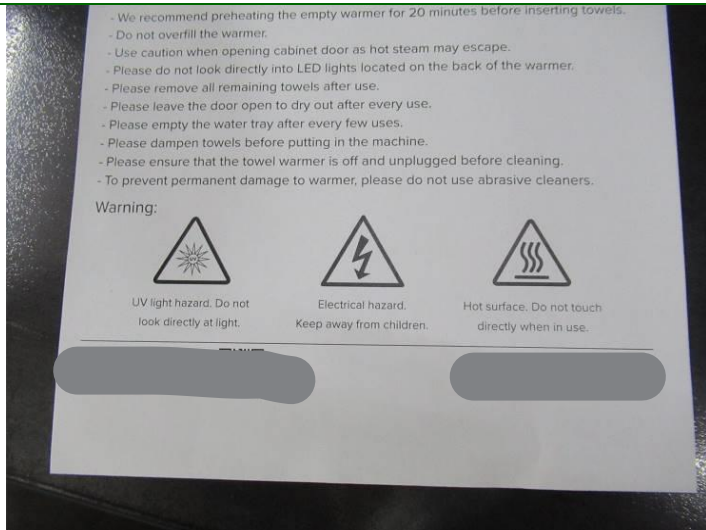 - We recommend preheating the empty warmer for 20 minutes before inserting towels.
- Do not overfill the warmer.
- Use caution when opening cabinet door as hot steam may escape.
- Please do not look directly into LED lights located on the back of the warmer.
- Please remove all remaining towels after use.
- Please leave the door open to dry out after every use.
- Please empty the water tray after every few uses.
- Please dampen towels before putting in the machine.
- Please ensure that the towel warmer is off and unplugged before cleaning.
- To prevent permanent damage to warmer, please do not use abrasive cleaners.
Warning:
UV light hazard. Do not
look directly at light.
Electrical hazard.
Keep away from children.
Hot surface. Do not touch
directly when in use.